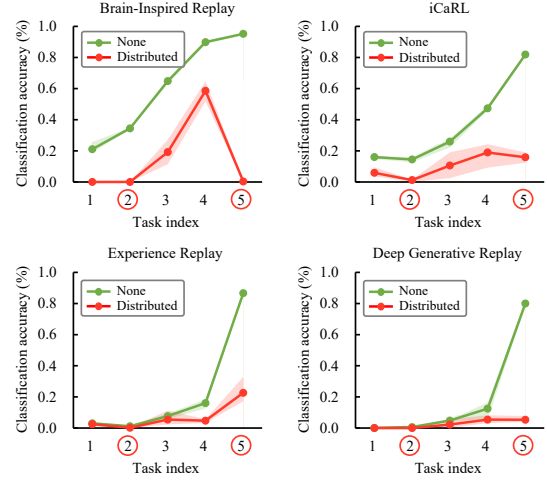 Brain-Inspired Replay
Classification accuracy (%)
1.0
0.8
0.6
0.4
0.2
0.0
None
Distributed
1 2 3 4 5
Task index
iCaRL
Classification accuracy (%)
1.0
0.8
0.6
0.4
0.2
0.0
None
Distributed
1 2 3 4 5
Task index
Experience Replay
Classification accuracy (%)
1.0
0.8
0.6
0.4
0.2
0.0
None
Distributed
1 2 3 4 5
Task index
Deep Generative Replay
Classification accuracy (%)
1.0
0.8
0.6
0.4
0.2
0.0
None
Distributed
1 2 3 4 5
Task index